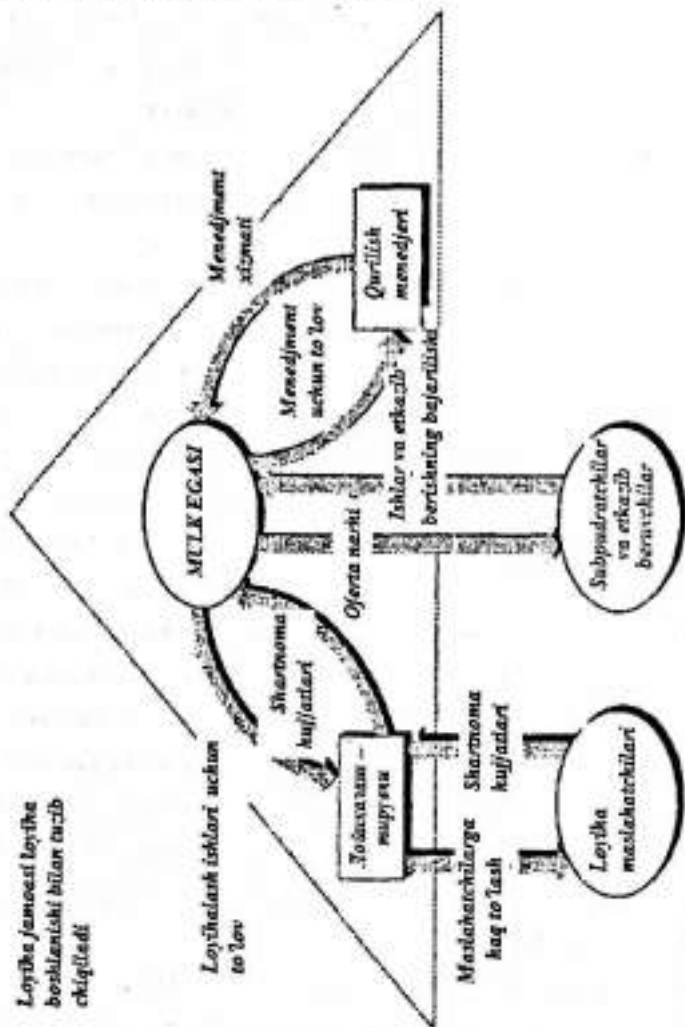 Loyiha jamoasi loyiha
boshlanishi bilan tuzib
chiqiladi
Loyihalash ishlari uchun
to lov
Menedjment
xizmati
MULK EGASI
Menedjment
uchun to lov
Shartnoma
hujjatlari
Qurilish
menedjeri
Oferta narhi
Ishlar va etkazib
berishning bajarilishi
Maslahatchilarga
haq to lash
Shartnoma
hujjatlari
Loyiha
maslahatchilari
Subpudratchilar
va etkazib
beruvchilar